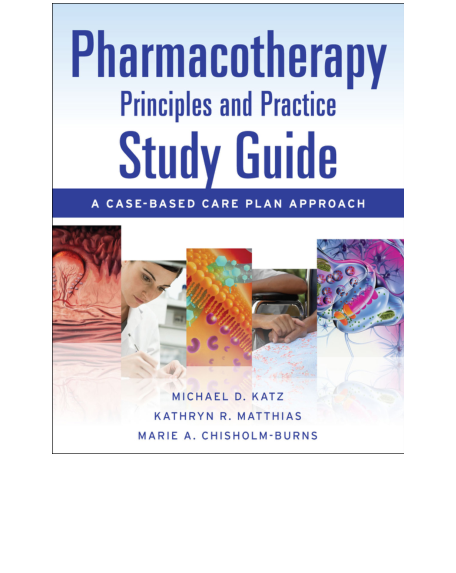 Pharmacotherapy
Principles and Practice
Study Guide
A CASE-BASED CARE PLAN APPROACH
MICHAEL D. KATZ
KATHRYN R. MATTHIAS
MARIE A. CHISHOLM-BURNS